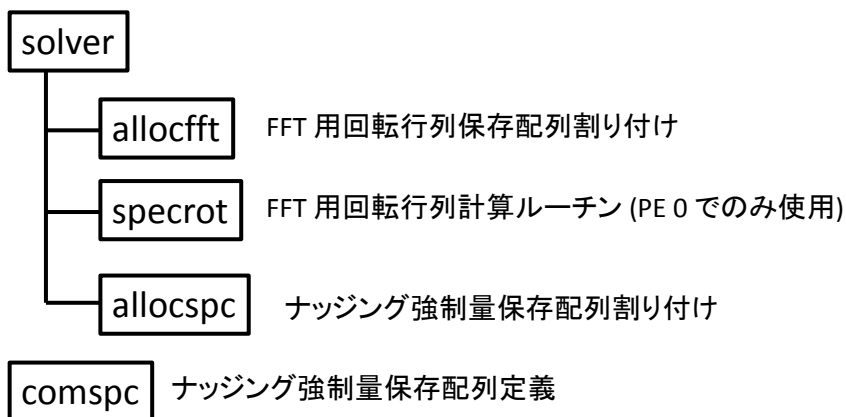 solver
allocfft FFT 用回転行列保存配列割り付け
specrot FFT 用回転行列計算ルーチン (PE 0 でのみ使用)
allocspc ナッジング強制量保存配列割り付け
comspc ナッジング強制量保存配列定義